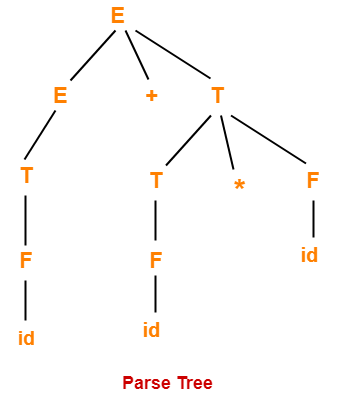 E
E + T
T T * F
F F id
id id
Parse Tree